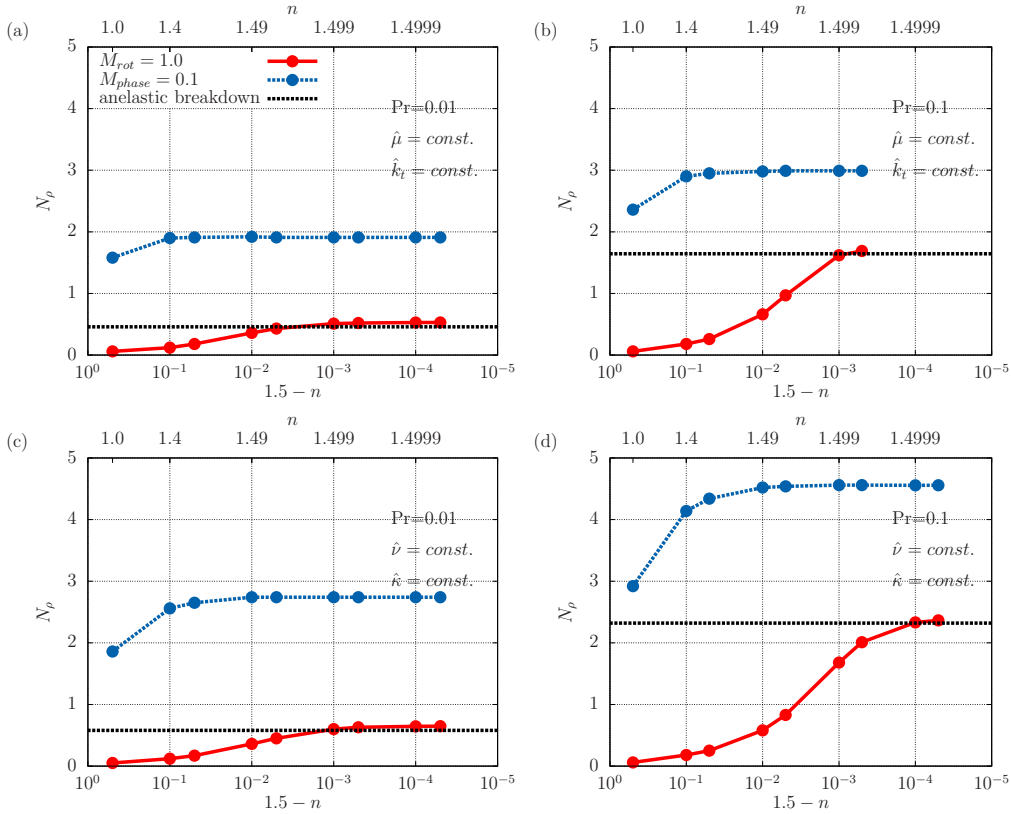 n
(a) 1.0 1.4 1.49 1.499 1.4999
5
4
3
2
1
0
N_ρ
M_{rot} = 1.0
M_{phase} = 0.1
anelastic breakdown
Pr=0.01
μ̂ = const.
k̂_t = const.
10^0 10^{-1} 10^{-2} 10^{-3} 10^{-4} 10^{-5}
1.5 − n
n
(b) 1.0 1.4 1.49 1.499 1.4999
5
4
3
2
1
0
N_ρ
Pr=0.1
μ̂ = const.
k̂_t = const.
10^0 10^{-1} 10^{-2} 10^{-3} 10^{-4} 10^{-5}
1.5 − n
n
(c) 1.0 1.4 1.49 1.499 1.4999
5
4
3
2
1
0
N_ρ
Pr=0.01
ν̂ = const.
κ̂ = const.
10^0 10^{-1} 10^{-2} 10^{-3} 10^{-4} 10^{-5}
1.5 − n
n
(d) 1.0 1.4 1.49 1.499 1.4999
5
4
3
2
1
0
N_ρ
Pr=0.1
ν̂ = const.
κ̂ = const.
10^0 10^{-1} 10^{-2} 10^{-3} 10^{-4} 10^{-5}
1.5 − n